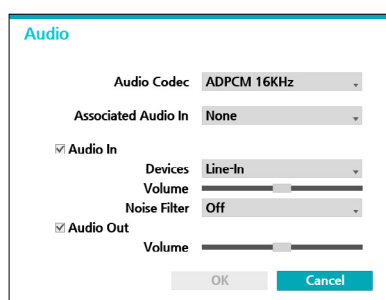 Audio
Audio Codec ADPCM 16KHz
Associated Audio In None
Audio In
Devices Line-In
Volume
Noise Filter Off
Audio Out
Volume
OK Cancel